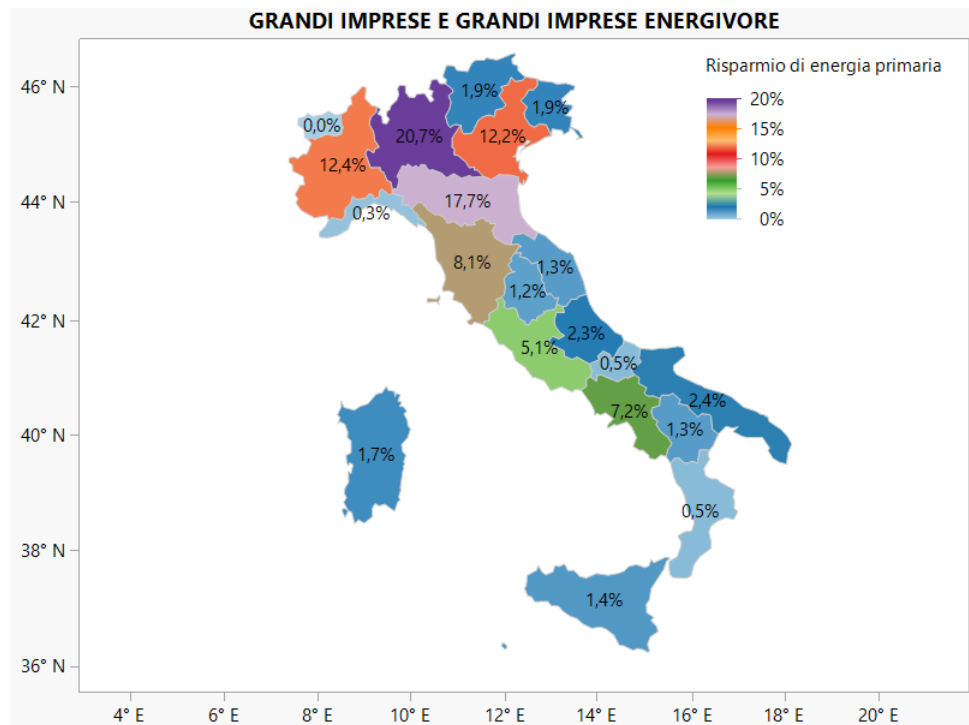 GRANDI IMPRESE E GRANDI IMPRESE ENERGIVORE
Risparmio di energia primaria
20%
15%
10%
5%
0%
46° N
44° N
42° N
40° N
38° N
36° N
1,9%
1,9%
0,0%
20,7%
12,2%
12,4%
17,7%
0,3%
8,1%
1,3%
1,2%
2,3%
5,1%
0,5%
7,2%
2,4%
1,3%
1,7%
0,5%
1,4%
4° E
6° E
8° E
10° E
12° E
14° E
16° E
18° E
20° E